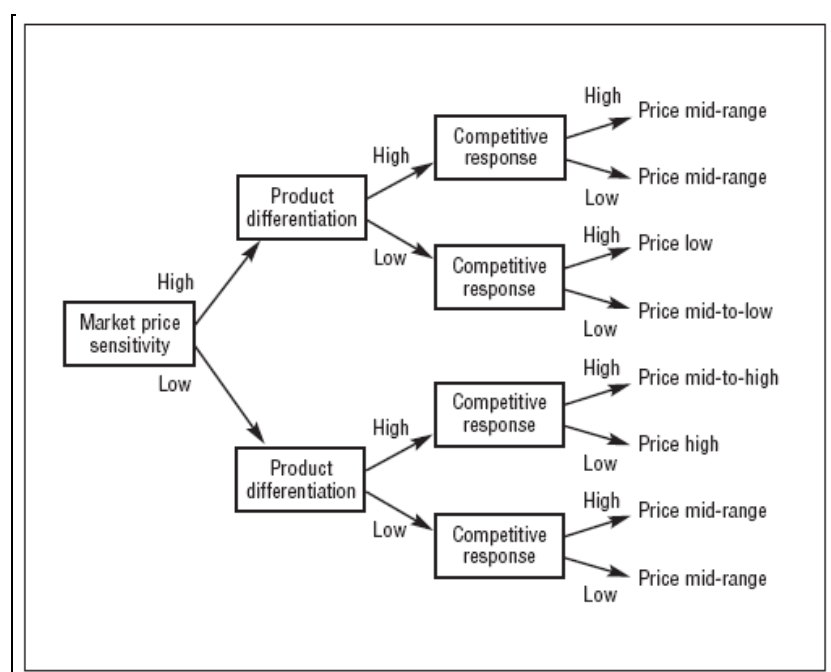 High
Price mid-range
Competitive
response
High
Price mid-range
Low
Product
differentiation
High
Price low
Low
Competitive
response
High
Price mid-to-low
Low
Market price
sensitivity
Low
High
Price mid-to-high
Competitive
response
High
Price high
Low
Product
differentiation
High
Price mid-range
Low
Competitive
response
Price mid-range
Low